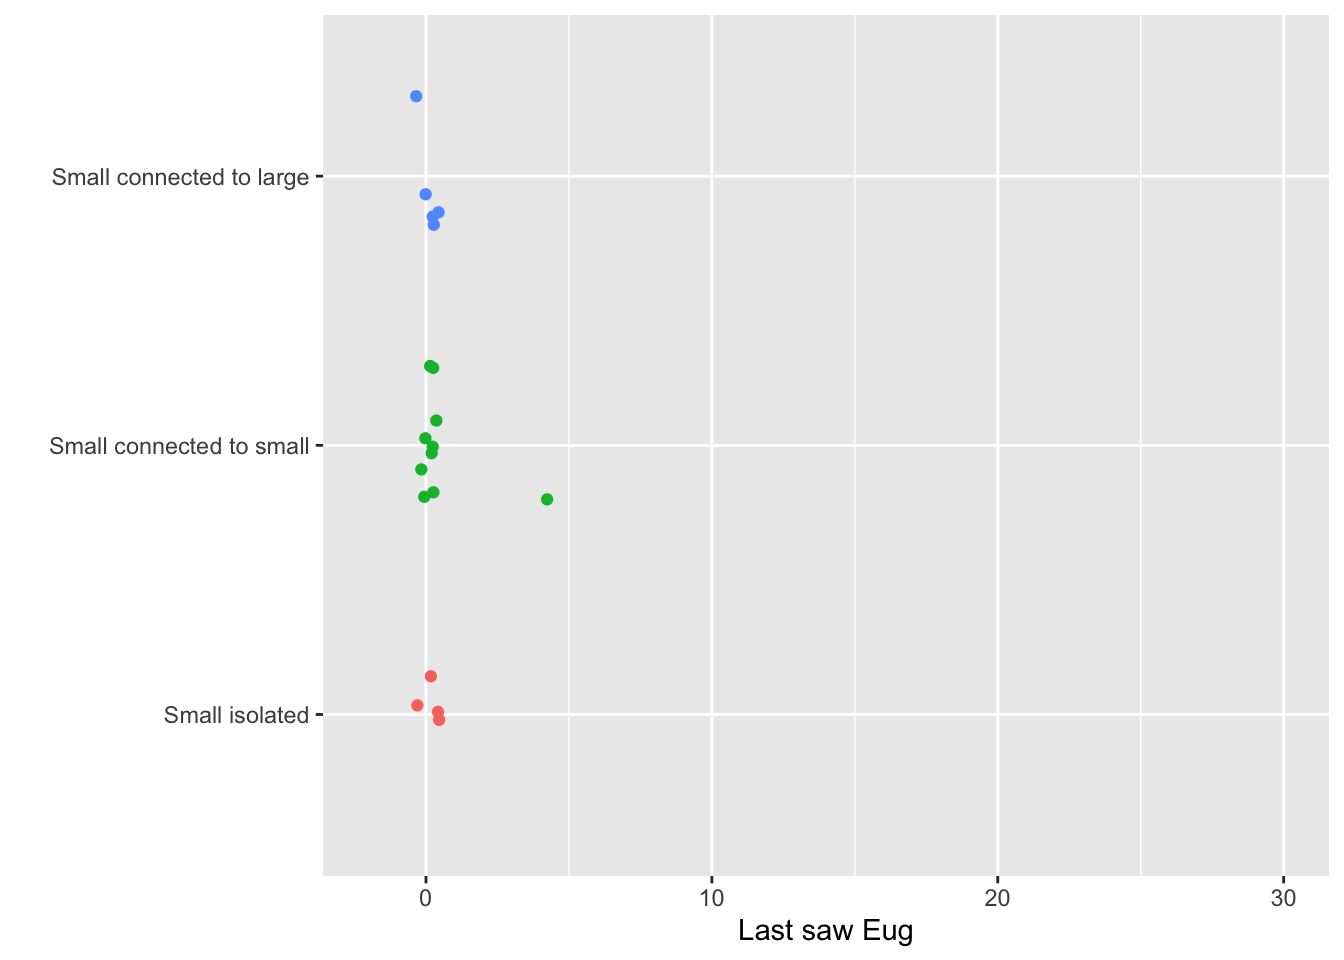 Small connected to large
Small connected to small
Small isolated
0 10 20 30
Last saw Eug